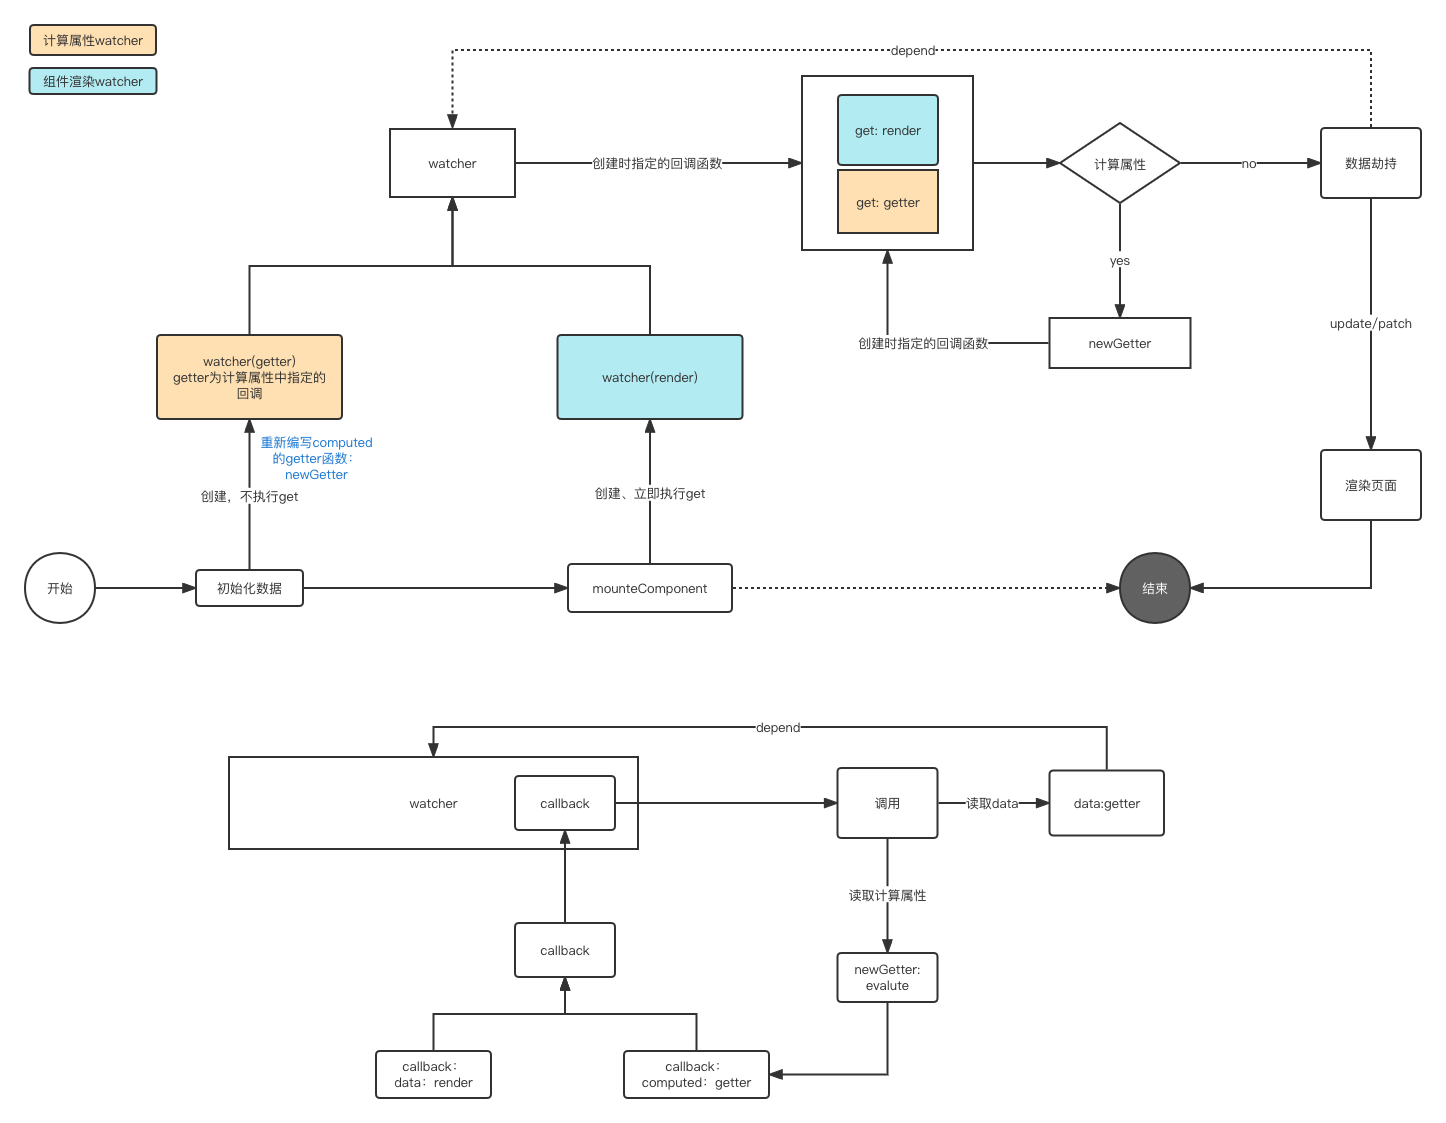 计算属性watcher
组件渲染watcher
depend
watcher
创建时指定的回调函数
get: render
get: getter
计算属性
no
数据劫持
yes
newGetter
创建时指定的回调函数
update/patch
watcher(getter)
getter为计算属性中指定的
回调
watcher(render)
重新编写computed
的getter函数：
newGetter
创建，不执行get
创建、立即执行get
渲染页面
开始
初始化数据
mounteComponent
结束
depend
watcher
callback
调用
读取data
data:getter
读取计算属性
callback
newGetter:
evalute
callback：
data：render
callback：
computed：getter